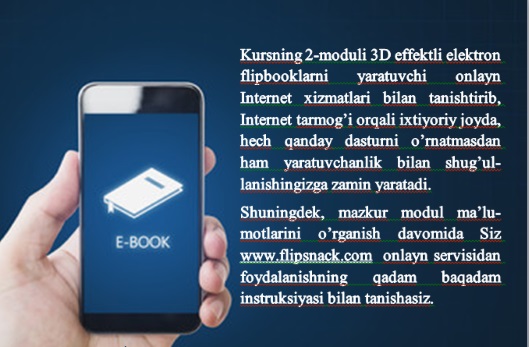 Kursning 2-moduli 3D effektli elektron
flipbooklarni yaratuvchi onlayn
Internet xizmatlari bilan tanishtirib,
Internet tarmog’i orqali ixtiyoriy joyda,
hech qanday dasturni o’rnatmasdan
ham yaratuvchanlik bilan shug’ul-
lanishingizga zamin yaratadi.
Shuningdek, mazkur modul ma’lu-
motlarini o’rganish davomida Siz
www.flipsnack.com onlayn servisidan
foydalanishning qadam baqadam
instruksiyasi bilan tanishasiz.
E-BOOK